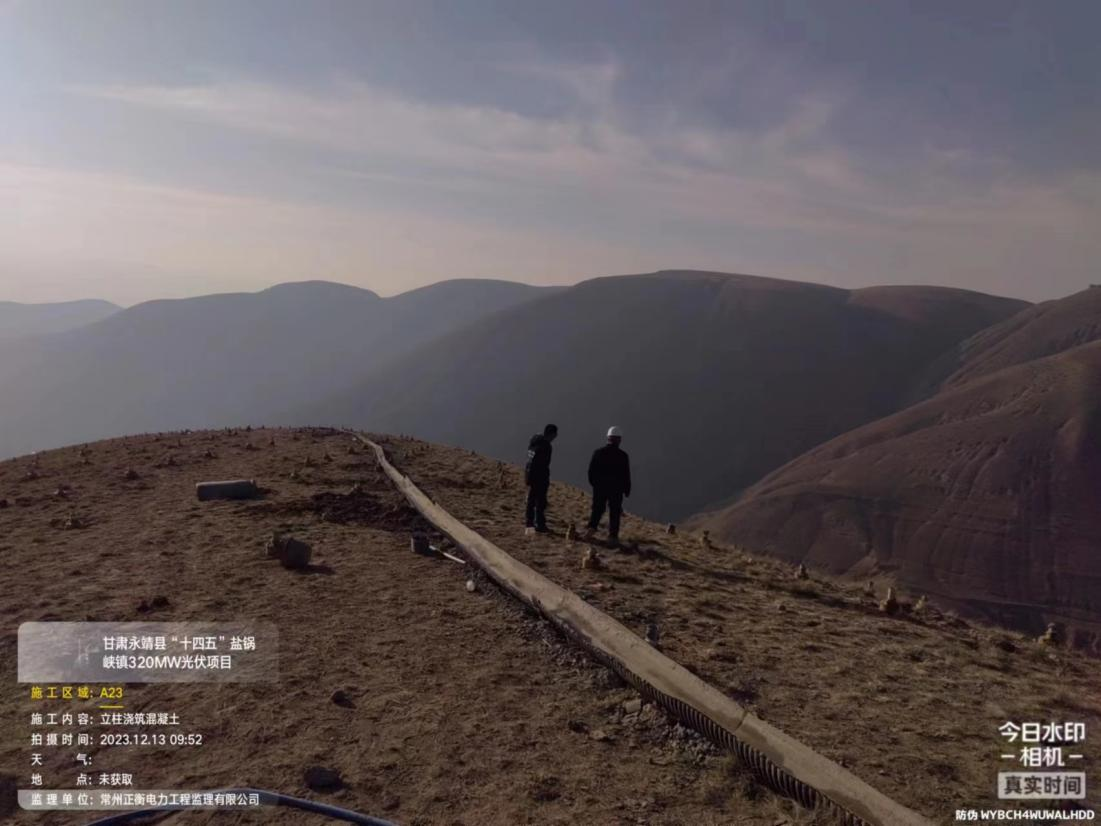 甘肃永靖县“十四五”盐锅
峡镇320MW光伏项目
施工区域：A23
施工内容：立柱浇筑混凝土
拍摄时间：2023.12.13 09:52
天气：
地点：未获取
监理单位：常州正衡电力工程监理有限公司
今日水印
相机
真实时间
防伪 WYBCH4WUWALHDD